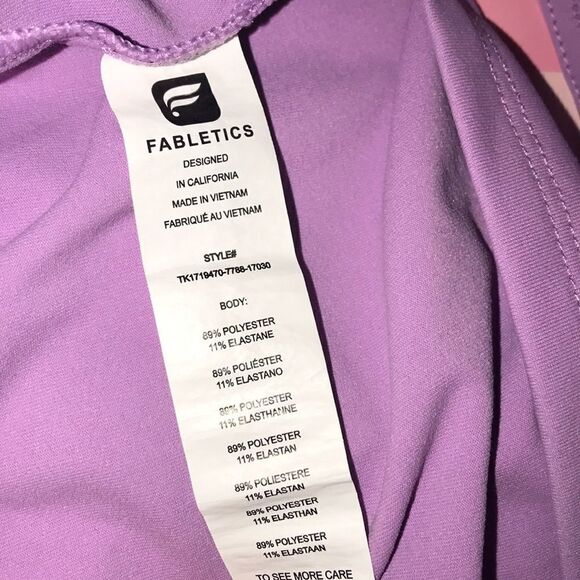 FABLETICS
DESIGNED
IN CALIFORNIA
MADE IN VIETNAM
FABRIQUÉ AU VIETNAM
STYLE#
TK1719470-7788-17030
BODY:
89% POLYESTER
11% ELASTANE
89% POLIÉSTER
11% ELASTANO
89% POLYESTER
11% ELASTHANNE
89% POLYESTER
11% ELASTAN
89% POLIESTERE
11% ELASTAN
89% POLYESTER
11% ELASTHAN
89% POLYESTER
11% ELASTAAN
TO SEE MORE CARE